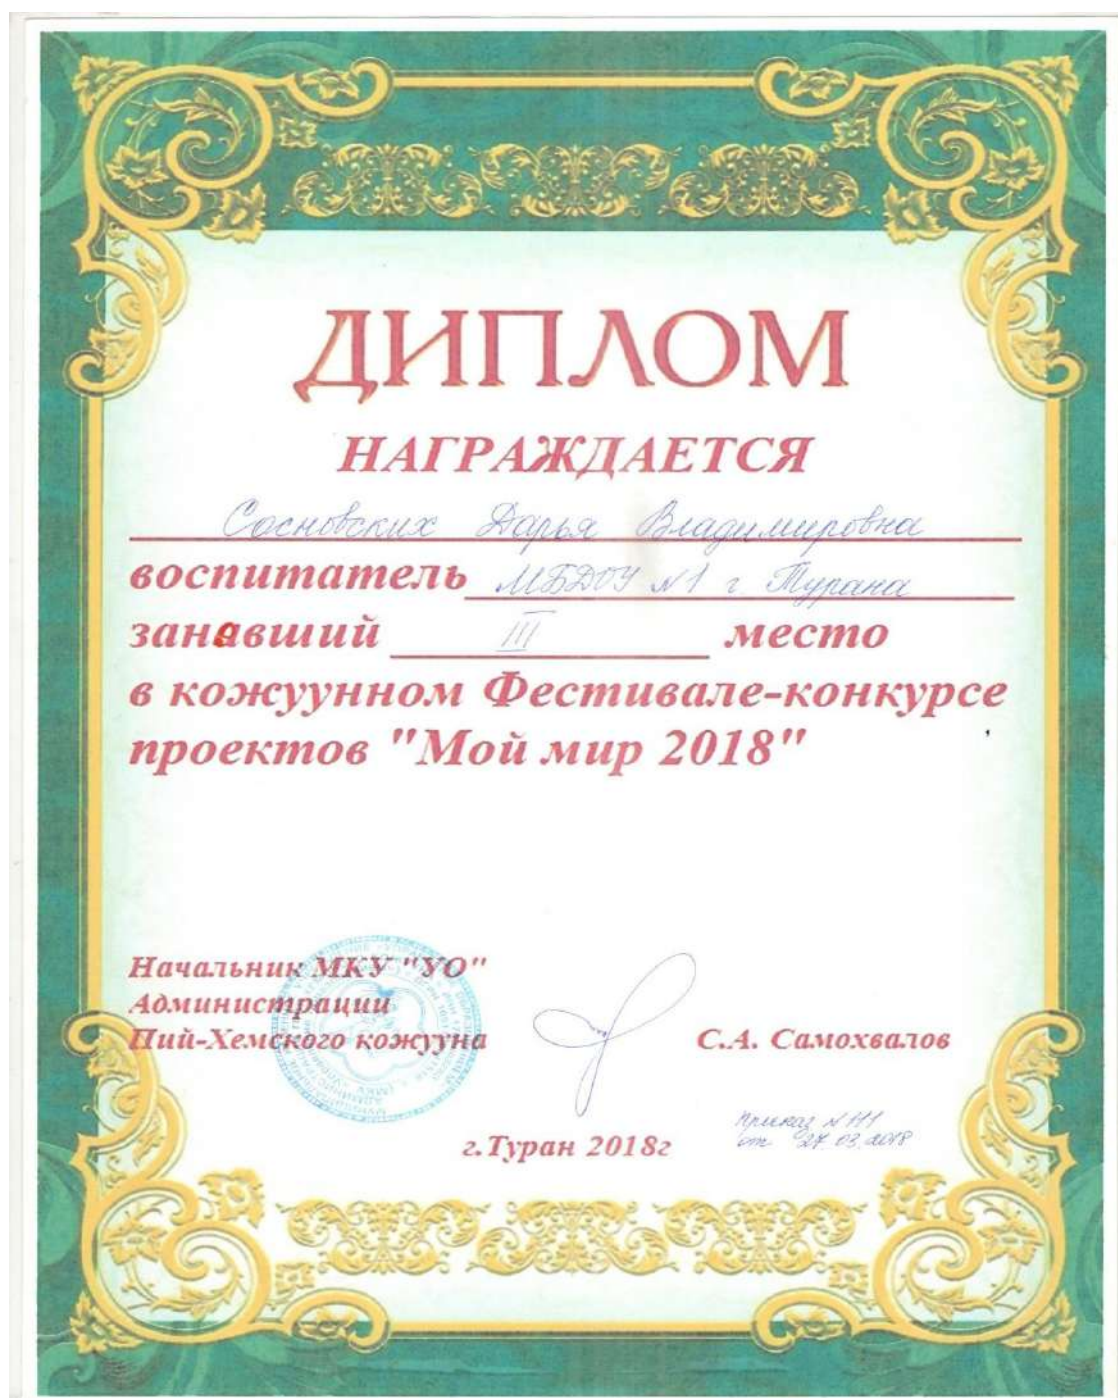 ДИПЛОМ
НАГРАЖДАЕТСЯ
Сосновских Дарья Владимировна
воспитатель МБДОУ №1 г Турана
занявший III место
в кожуунном Фестивале-конкурсе
проектов "Мой мир 2018"
Начальник МКУ "УО"
Администрации
Пий-Хемского кожууна
С.А. Самохвалов
приказ №111
от 27.03.2018
г.Туран 2018г